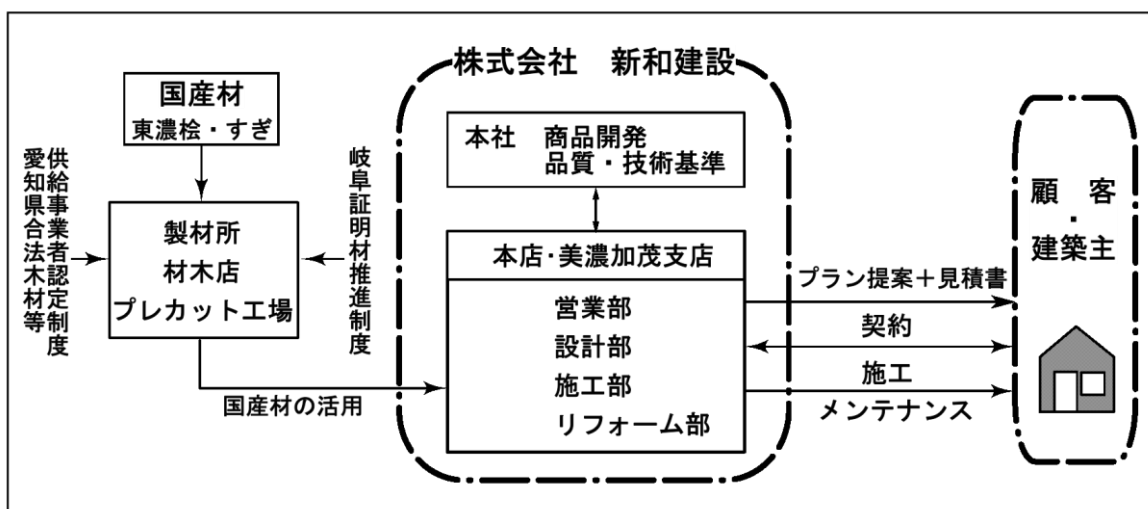 株式会社 新和建設
国産材
東濃桧・すぎ
愛知県合法木材等
供給事業者認定制度
製材所
材木店
プレカット工場
岐阜証明材推進制度
国産材の活用
本社 商品開発
品質・技術基準
本店・美濃加茂支店
営業部
設計部
施工部
リフォーム部
プラン提案＋見積書
契約
施工
メンテナンス
顧 客
・
建築主